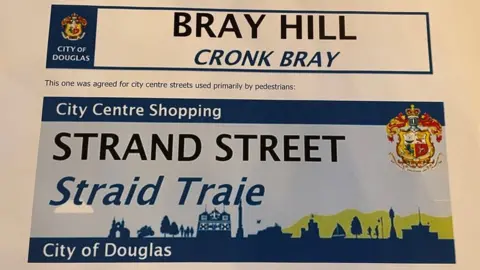 BRAY HILL
CRONK BRAY
CITY OF
DOUGLAS
This one was agreed for city centre streets used primarily by pedestrians:
City Centre Shopping
STRAND STREET
Straid Traie
City of Douglas